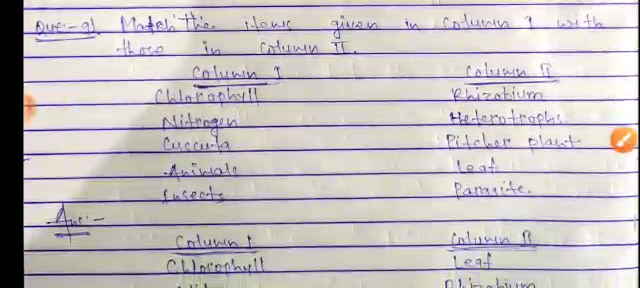 Que:- 9). Match the items given in Column I with
those in Column II.
Column I Column II
Chlorophyll Rhizobium
Nitrogen Heterotrophs
Cuscuta Pitcher plant
Animals Leaf
Insects Parasite.
Ans:-
Column I Column II
Chlorophyll Leaf
Rhizobium